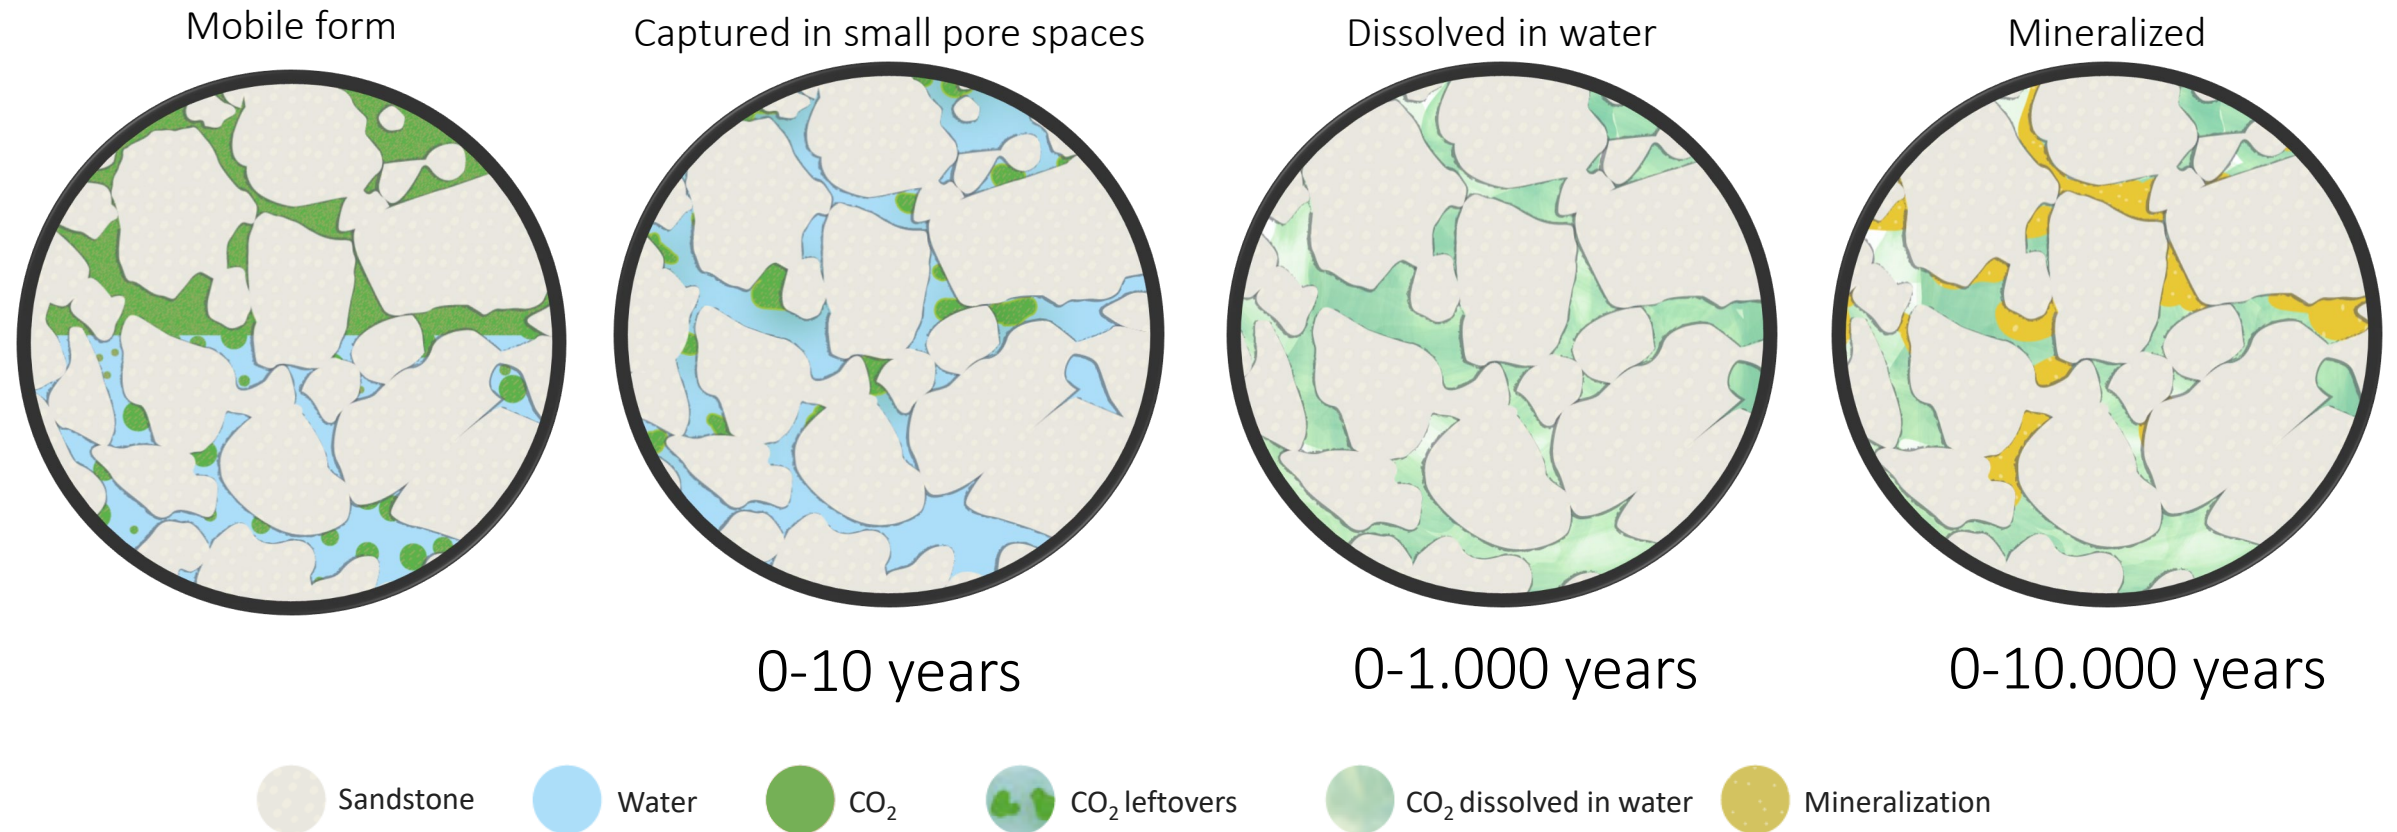 Mobile form
Captured in small pore spaces
Dissolved in water
Mineralized
0-10 years
0-1.000 years
0-10.000 years
Sandstone
Water
CO₂
CO₂ leftovers
CO₂ dissolved in water
Mineralization